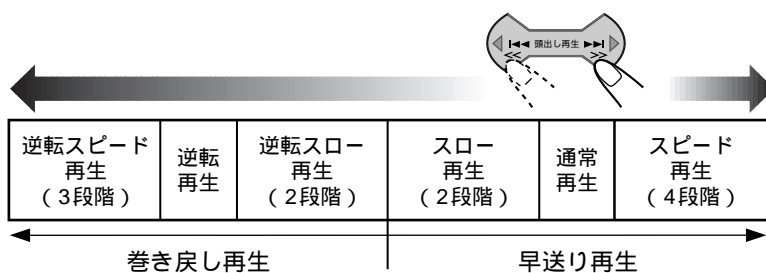 頭出し再生
逆転スピード
再生
(3段階)
逆転
再生
逆転スロー
再生
(2段階)
スロー
再生
(2段階)
通常
再生
スピード
再生
(4段階)
巻き戻し再生
早送り再生